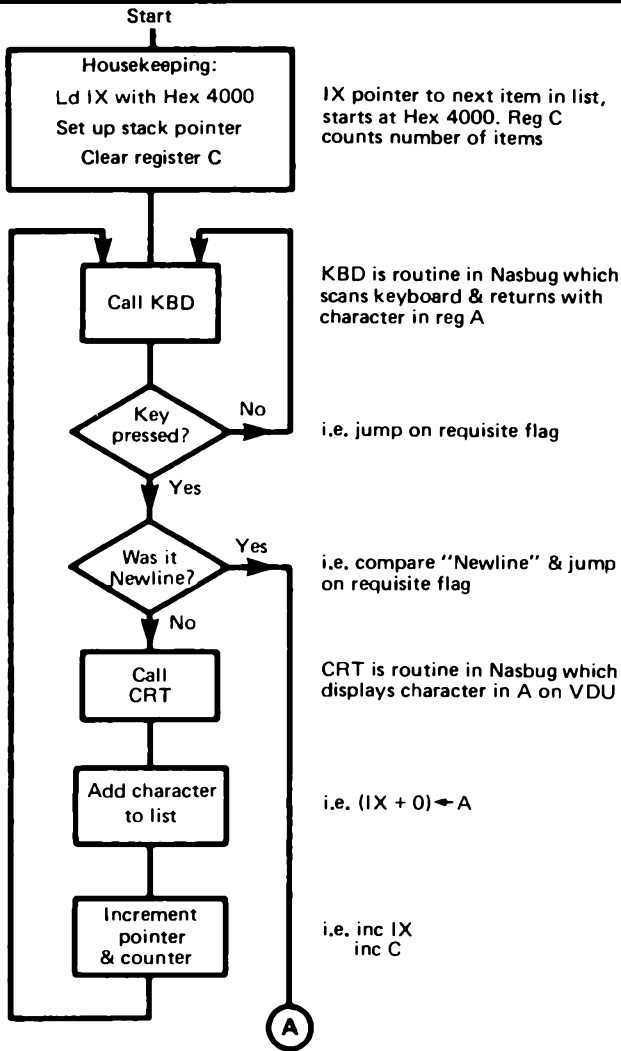 Start
Housekeeping:
Ld IX with Hex 4000
Set up stack pointer
Clear register C
IX pointer to next item in list,
starts at Hex 4000. Reg C
counts number of items
Call KBD
KBD is routine in Nasbug which
scans keyboard & returns with
character in reg A
Key
pressed?
No
i.e. jump on requisite flag
Yes
Was it
Newline?
Yes
i.e. compare "Newline" & jump
on requisite flag
No
Call
CRT
CRT is routine in Nasbug which
displays character in A on VDU
Add character
to list
i.e. (IX + 0) ← A
Increment
pointer
& counter
i.e. inc IX
inc C
A